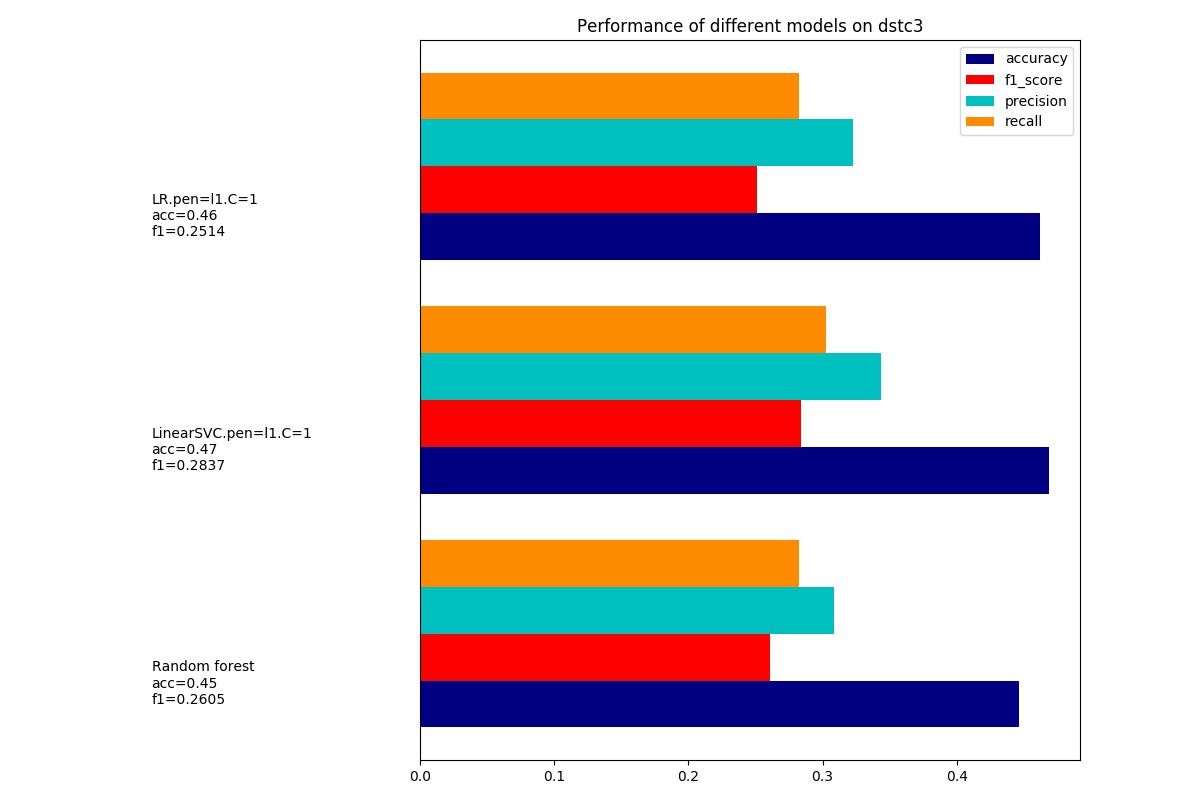 Performance of different models on dstc3
accuracy
f1_score
precision
recall
LR.pen=l1.C=1
acc=0.46
f1=0.2514
LinearSVC.pen=l1.C=1
acc=0.47
f1=0.2837
Random forest
acc=0.45
f1=0.2605
0.0 0.1 0.2 0.3 0.4